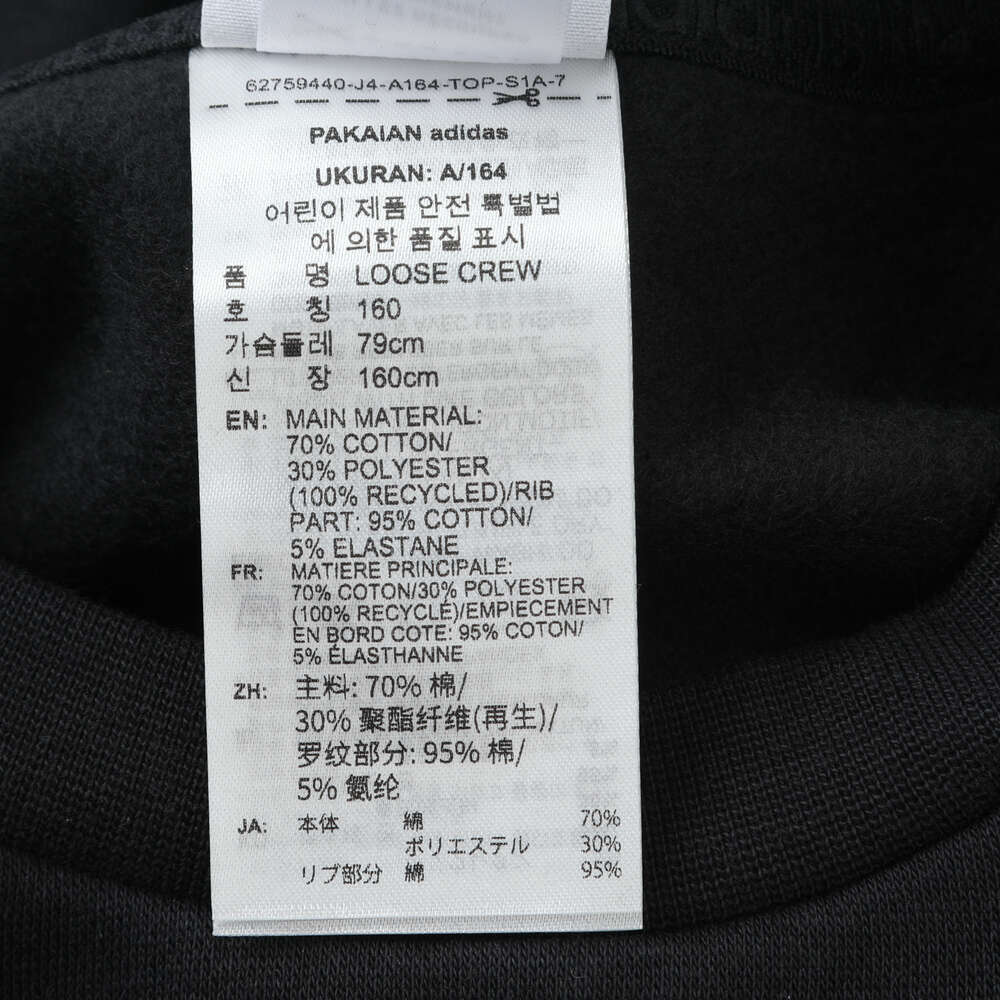 62759440-J4-A164-TOP-S1A-7
PAKAIAN adidas
UKURAN: A/164
어린이 제품 안전 특별법
에 의한 품질 표시
품 명 LOOSE CREW
호 칭 160
가슴둘레 79cm
신 장 160cm
EN: MAIN MATERIAL:
70% COTTON/
30% POLYESTER
(100% RECYCLED)/RIB
PART: 95% COTTON/
5% ELASTANE
FR: MATIERE PRINCIPALE:
70% COTON/30% POLYESTER
(100% RECYCLÉ)/EMPIECEMENT
EN BORD COTE: 95% COTON/
5% ÉLASTHANNE
ZH: 主料: 70% 棉/
30% 聚酯纤维(再生)/
罗纹部分: 95% 棉/
5% 氨纶
JA: 本体 綿 70%
ポリエステル 30%
リブ部分 綿 95%